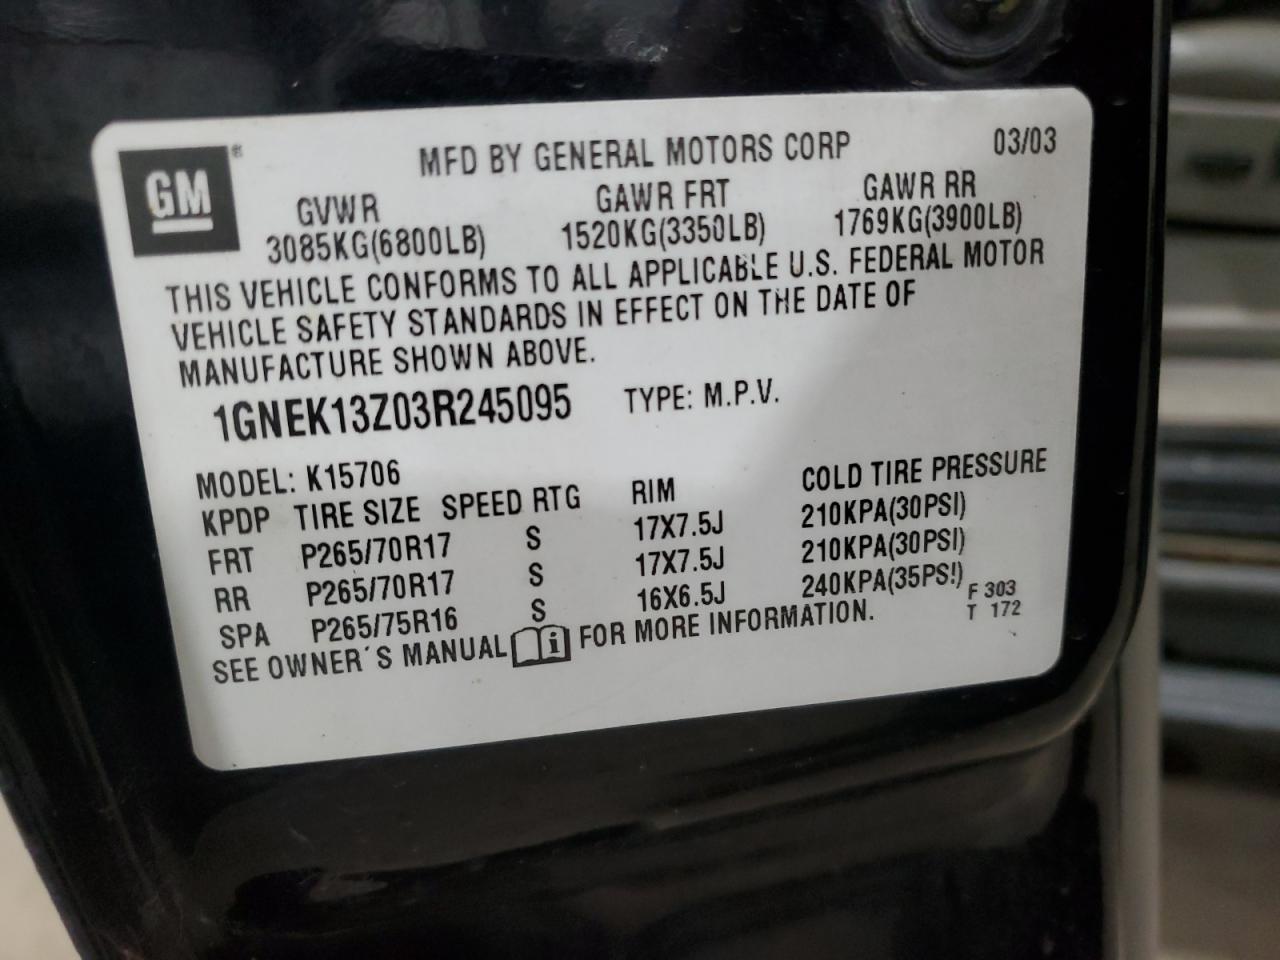 GM®
MFD BY GENERAL MOTORS CORP 03/03
GVWR GAWR FRT GAWR RR
3085KG(6800LB) 1520KG(3350LB) 1769KG(3900LB)
THIS VEHICLE CONFORMS TO ALL APPLICABLE U.S. FEDERAL MOTOR
VEHICLE SAFETY STANDARDS IN EFFECT ON THE DATE OF
MANUFACTURE SHOWN ABOVE.
1GNEK13Z03R245095 TYPE: M.P.V.
MODEL: K15706
KPDP TIRE SIZE SPEED RTG RIM COLD TIRE PRESSURE
FRT P265/70R17 S 17X7.5J 210KPA(30PSI)
RR P265/70R17 S 17X7.5J 210KPA(30PSI)
SPA P265/75R16 S 16X6.5J 240KPA(35PSI)
SEE OWNER'S MANUAL i FOR MORE INFORMATION.
F 303
T 172